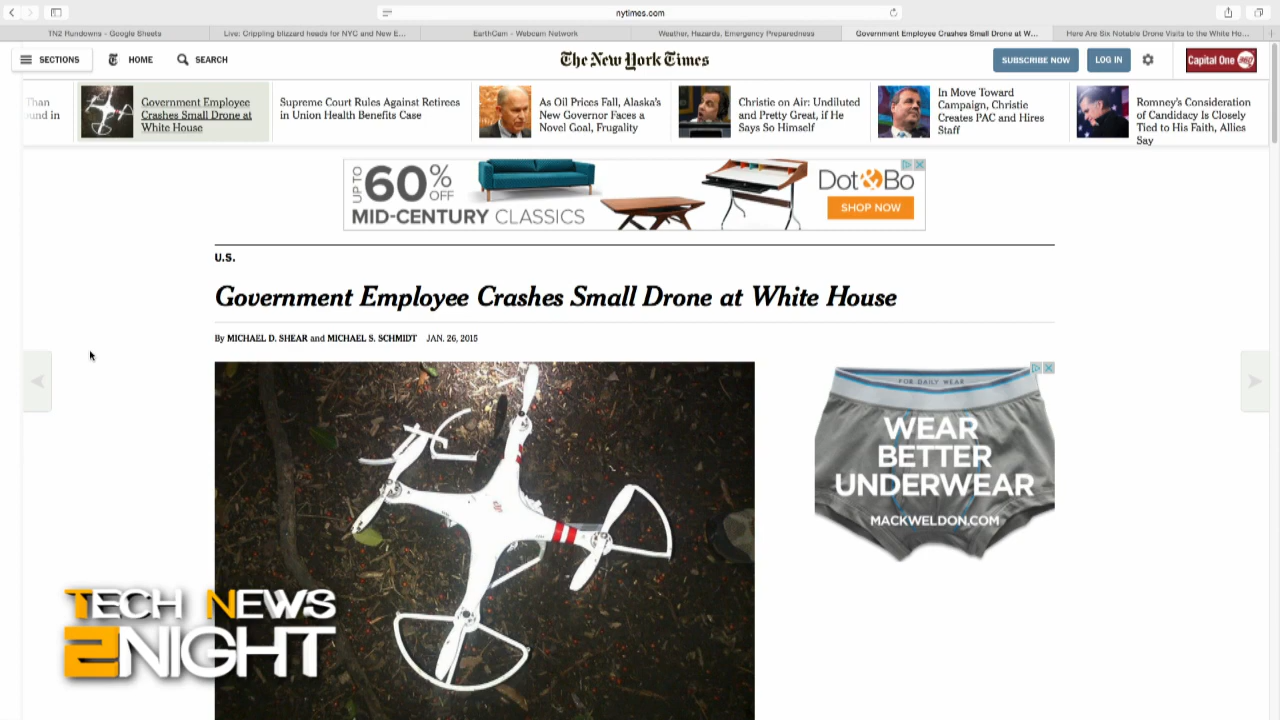 nytimes.com
TN2 Rundowns - Google Sheets
Live: Crippling blizzard heads for NYC and New E...
EarthCam - Webcam Network
Weather, Hazards, Emergency Preparedness
Government Employee Crashes Small Drone at W...
Here Are Six Notable Drone Visits to the White Ho...
SECTIONS
HOME
SEARCH
The New York Times
SUBSCRIBE NOW
LOG IN
Capital One 360
Than
und in
Government Employee
Crashes Small Drone at
White House
Supreme Court Rules Against Retirees
in Union Health Benefits Case
As Oil Prices Fall, Alaska's
New Governor Faces a
Novel Goal, Frugality
Christie on Air: Undiluted
and Pretty Great, if He
Says So Himself
In Move Toward
Campaign, Christie
Creates PAC and Hires
Staff
Romney's Consideration
of Candidacy Is Closely
Tied to His Faith, Allies
Say
UP TO
60% OFF
MID-CENTURY CLASSICS
Dot&Bo
SHOP NOW
U.S.
Government Employee Crashes Small Drone at White House
By MICHAEL D. SHEAR and MICHAEL S. SCHMIDT JAN. 26, 2015
FOR DAILY WEAR
WEAR
BETTER
UNDERWEAR
MACKWELDON.COM
TECH NEWS
2NIGHT